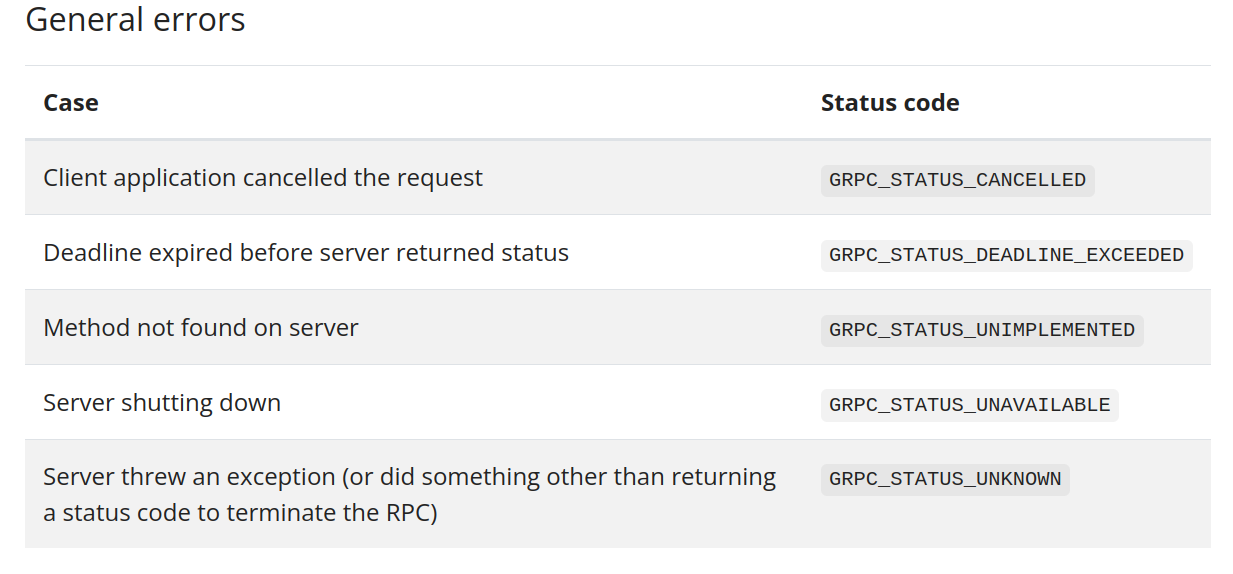 General errors
Case Status code
Client application cancelled the request GRPC_STATUS_CANCELLED
Deadline expired before server returned status GRPC_STATUS_DEADLINE_EXCEEDED
Method not found on server GRPC_STATUS_UNIMPLEMENTED
Server shutting down GRPC_STATUS_UNAVAILABLE
Server threw an exception (or did something other than returning GRPC_STATUS_UNKNOWN
a status code to terminate the RPC)